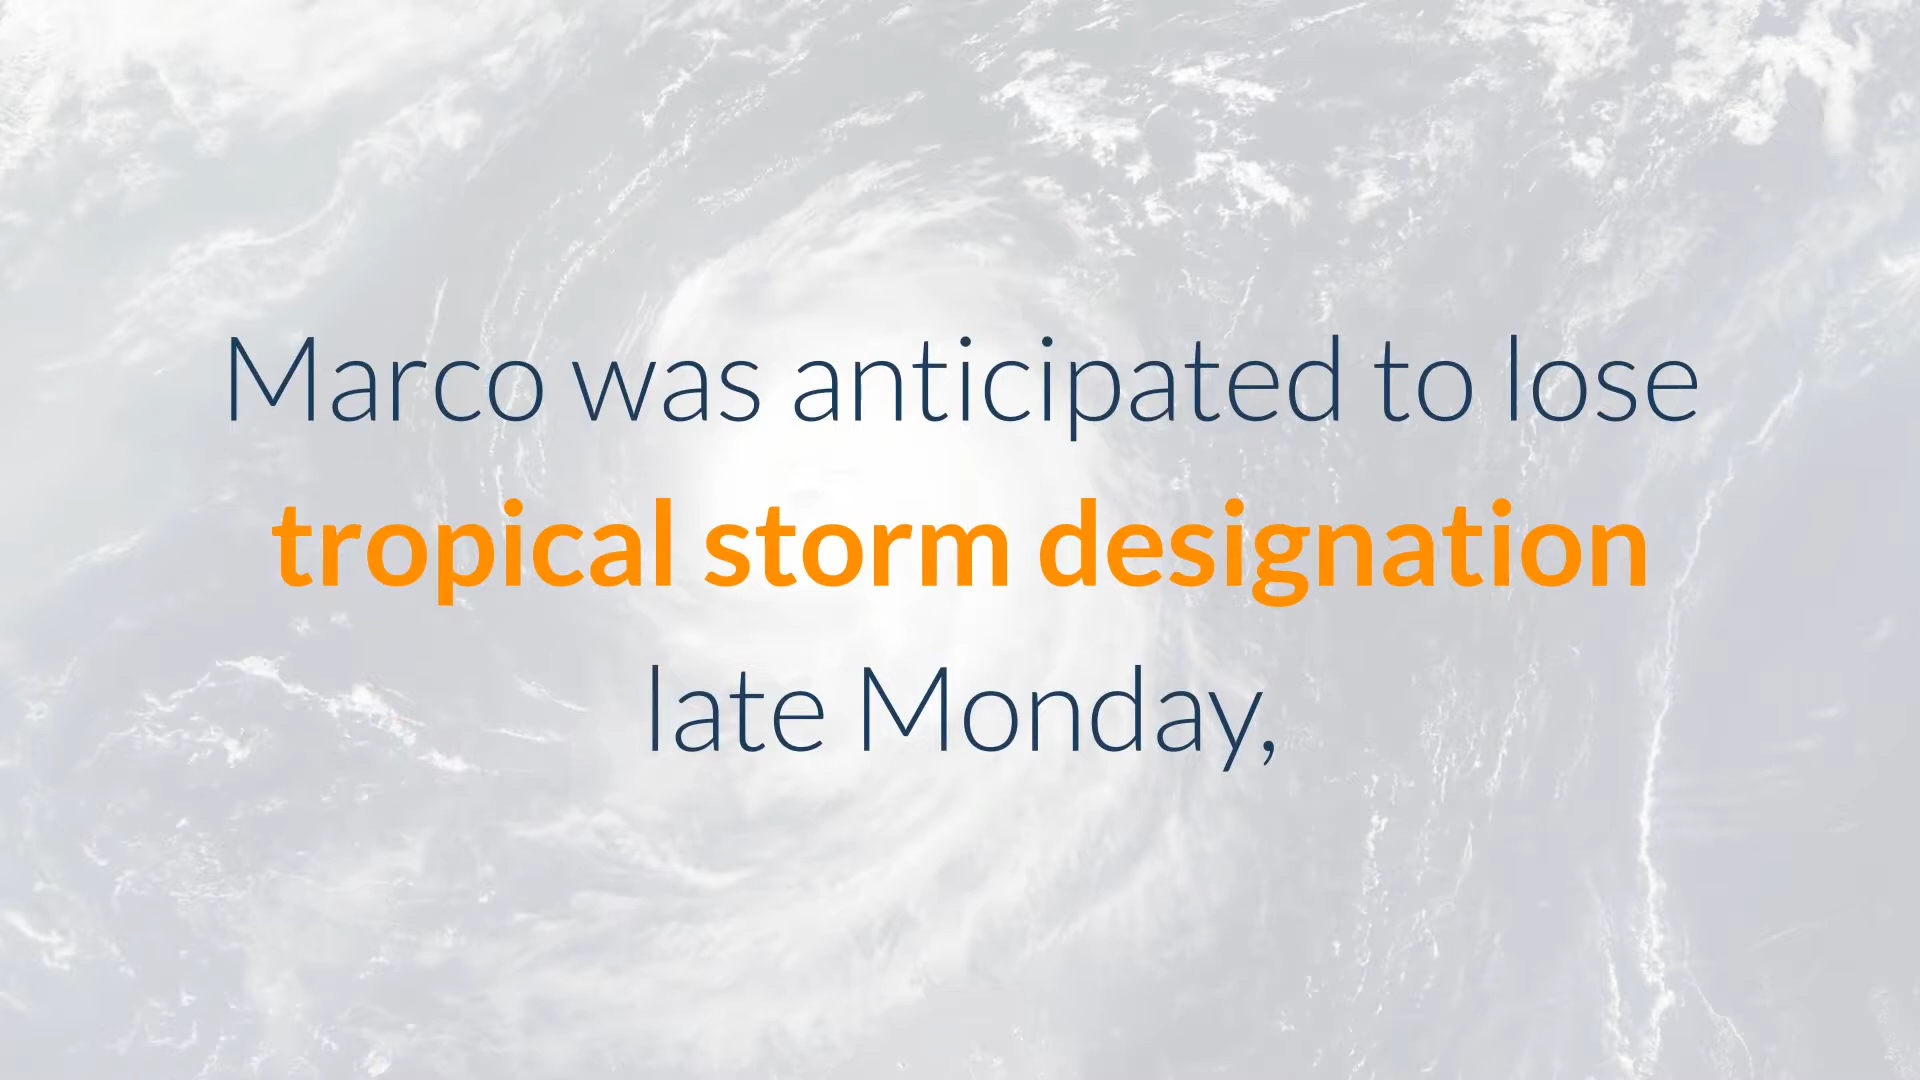 Marco was anticipated to lose
tropical storm designation
late Monday,